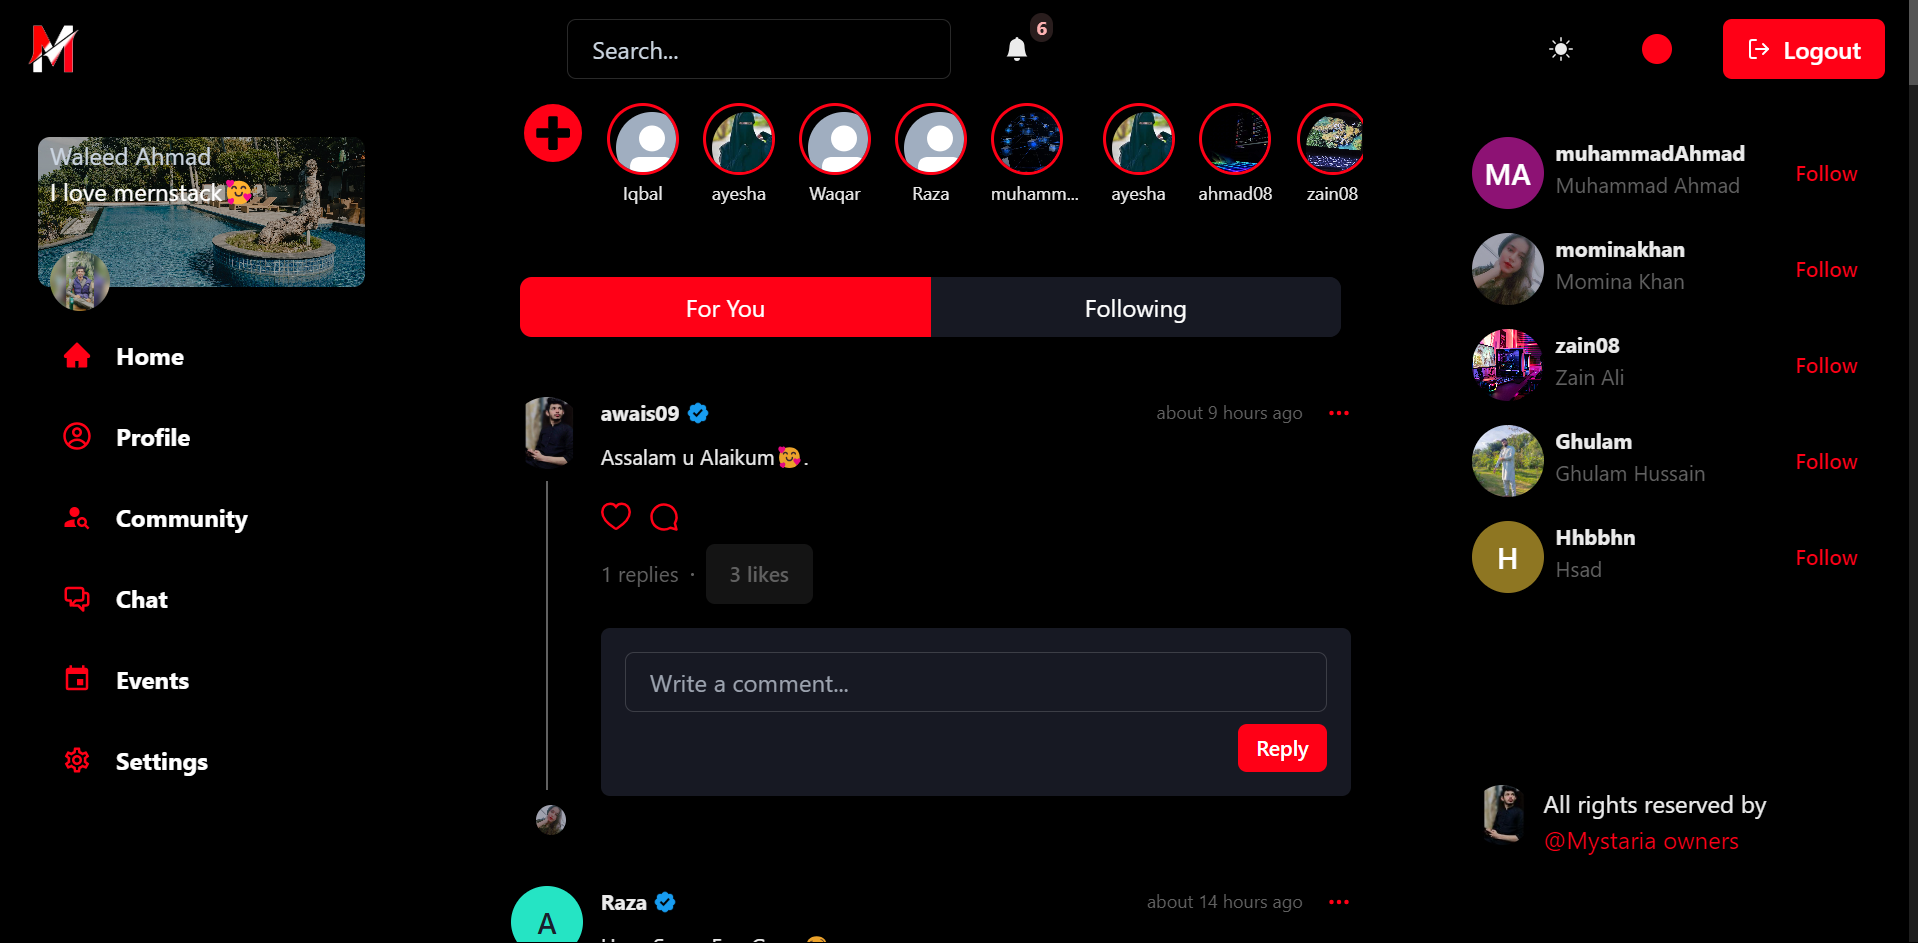 M
Search...
6
Logout
Waleed Ahmad
I love mernstack🥰
Home
Profile
Community
Chat
Events
Settings
Iqbal
ayesha
Waqar
Raza
muhamm...
ayesha
ahmad08
zain08
For You
Following
awais09
about 9 hours ago
Assalam u Alaikum🥰.
1 replies · 3 likes
Write a comment...
Reply
A
Raza
about 14 hours ago
MA
muhammadAhmad
Muhammad Ahmad
Follow
mominakhan
Momina Khan
Follow
zain08
Zain Ali
Follow
Ghulam
Ghulam Hussain
Follow
H
Hhbbhn
Hsad
Follow
All rights reserved by
@Mystaria owners